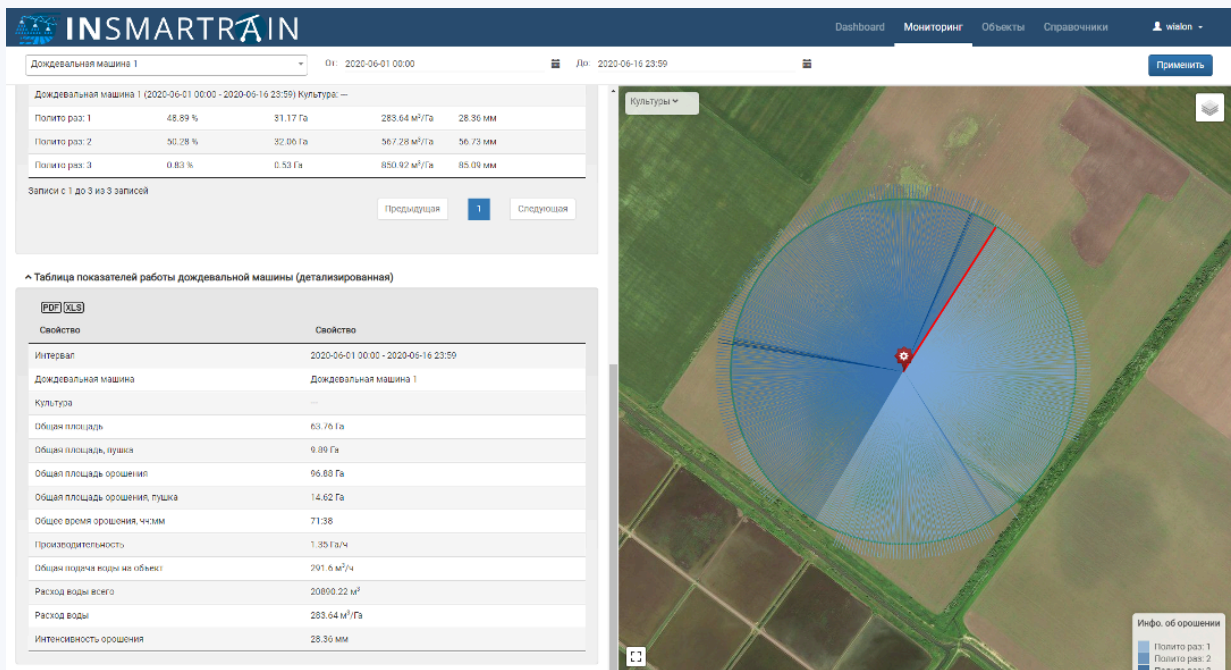 INSMARTRAIN
Dashboard Мониторинг Объекты Справочники wialon
Дождевальная машина 1 От: 2020-06-01 00:00 До: 2020-06-16 23:59 Применить
Дождевальная машина 1 (2020-06-01 00:00 - 2020-06-16 23:59) Культура: —
Полито раз: 1 48.89 % 31.17 Га 283.64 м³/Га 28.36 мм
Полито раз: 2 50.28 % 32.06 Га 567.28 м³/Га 56.73 мм
Полито раз: 3 0.83 % 0.53 Га 850.92 м³/Га 85.09 мм
Записи с 1 до 3 из 3 записей
Предыдущая 1 Следующая
Таблица показателей работы дождевальной машины (детализированная)
PDF XLS
Свойство Свойство
Интервал 2020-06-01 00:00 - 2020-06-16 23:59
Дождевальная машина Дождевальная машина 1
Культура —
Общая площадь 63.76 Га
Общая площадь, пушка 9.89 Га
Общая площадь орошения 96.88 Га
Общая площадь орошения, пушка 14.62 Га
Общее время орошения, чч:мм 71:38
Производительность 1.35 Га/ч
Общая подача воды на объект 291.6 м³/ч
Расход воды всего 20890.22 м³
Расход воды 283.64 м³/Га
Интенсивность орошения 28.36 мм
Культуры
Инфо. об орошении
Полито раз: 1
Полито раз: 2